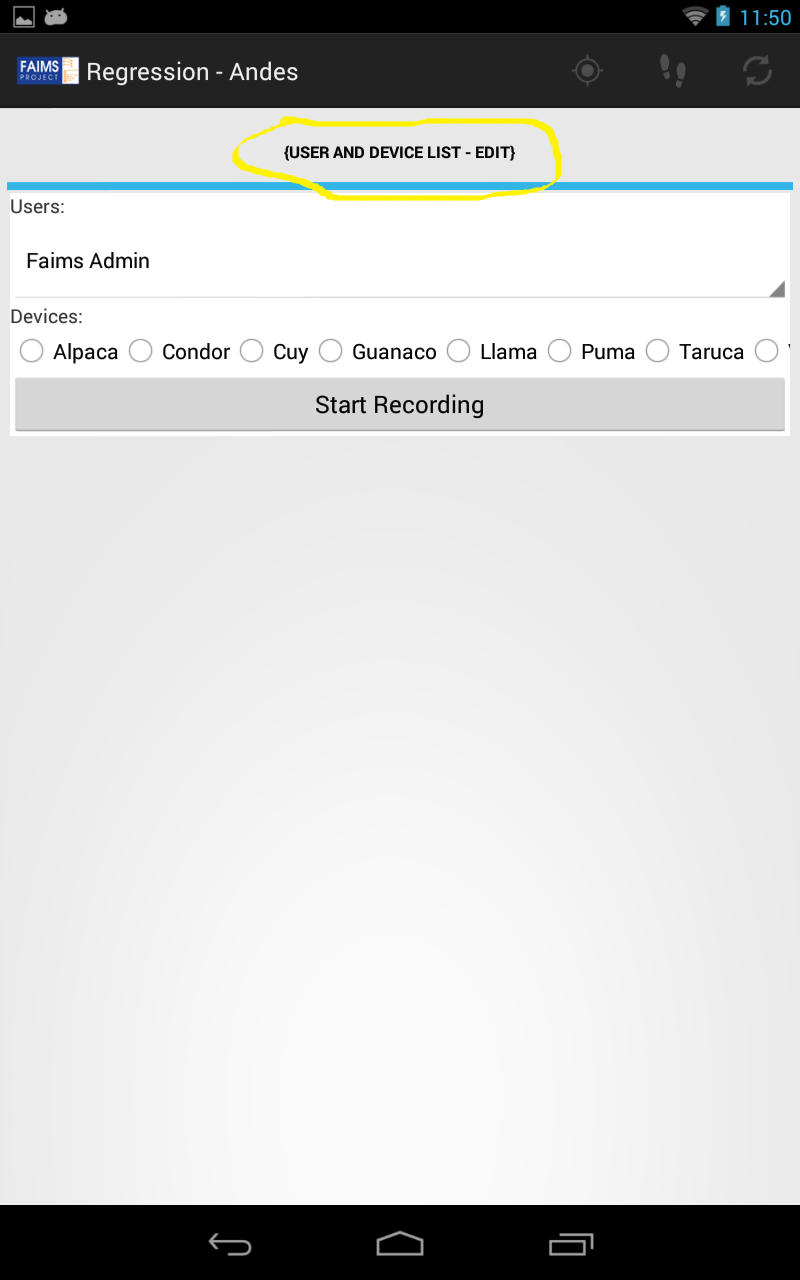 11:50
FAIMS PROJECT Regression - Andes
{USER AND DEVICE LIST - EDIT}
Users:
Faims Admin
Devices:
Alpaca Condor Cuy Guanaco Llama Puma Taruca
Start Recording